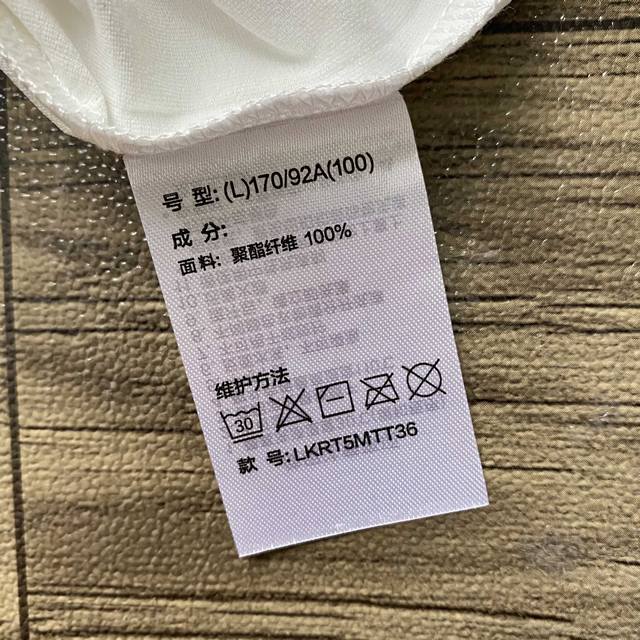 号 型: (L)170/92A(100)
成 分:
面料: 聚酯纤维 100%
维护方法
30
款 号: LKRT5MTT36